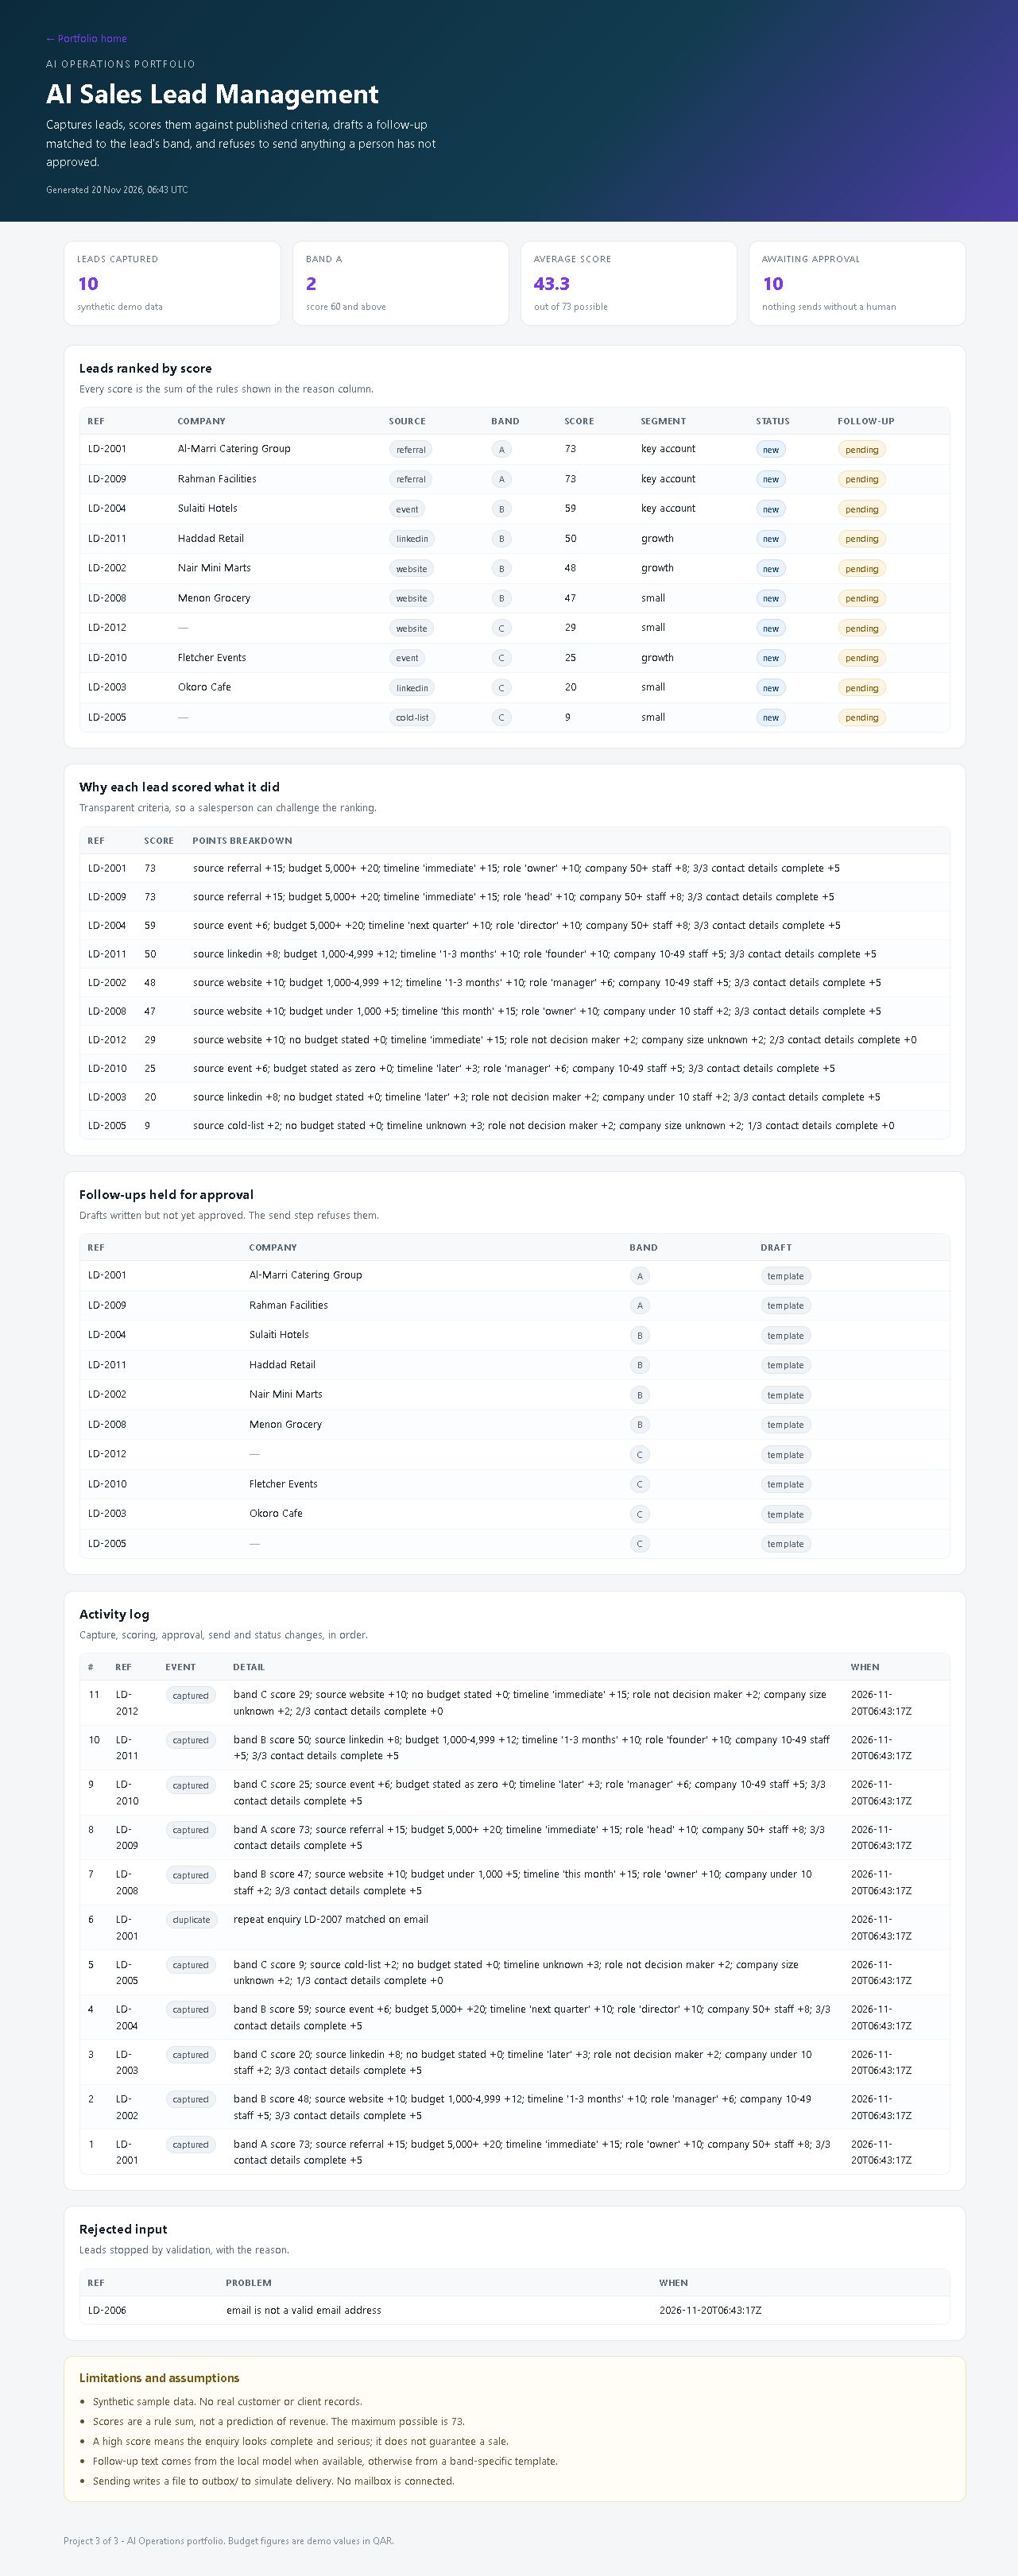 ← Portfolio home
AI OPERATIONS PORTFOLIO
AI Sales Lead Management
Captures leads, scores them against published criteria, drafts a follow-up
matched to the lead's band, and refuses to send anything a person has not
approved.
Generated 20 Nov 2026, 06:43 UTC
LEADS CAPTURED
10
synthetic demo data
BAND A
2
score 60 and above
AVERAGE SCORE
43.3
out of 73 possible
AWAITING APPROVAL
10
nothing sends without a human
Leads ranked by score
Every score is the sum of the rules shown in the reason column.
REF COMPANY SOURCE BAND SCORE SEGMENT STATUS FOLLOW-UP
LD-2001 Al-Marri Catering Group referral A 73 key account new pending
LD-2009 Rahman Facilities referral A 73 key account new pending
LD-2004 Sulaiti Hotels event B 59 key account new pending
LD-2011 Haddad Retail linkedin B 50 growth new pending
LD-2002 Nair Mini Marts website B 48 growth new pending
LD-2008 Menon Grocery website B 47 small new pending
LD-2012 — website C 29 small new pending
LD-2010 Fletcher Events event C 25 growth new pending
LD-2003 Okoro Cafe linkedin C 20 small new pending
LD-2005 — cold-list C 9 small new pending
Why each lead scored what it did
Transparent criteria, so a salesperson can challenge the ranking.
REF SCORE POINTS BREAKDOWN
LD-2001 73 source referral +15; budget 5,000+ +20; timeline 'immediate' +15; role 'owner' +10; company 50+ staff +8; 3/3 contact details complete +5
LD-2009 73 source referral +15; budget 5,000+ +20; timeline 'immediate' +15; role 'head' +10; company 50+ staff +8; 3/3 contact details complete +5
LD-2004 59 source event +6; budget 5,000+ +20; timeline 'next quarter' +10; role 'director' +10; company 50+ staff +8; 3/3 contact details complete +5
LD-2011 50 source linkedin +8; budget 1,000-4,999 +12; timeline '1-3 months' +10; role 'founder' +10; company 10-49 staff +5; 3/3 contact details complete +5
LD-2002 48 source website +10; budget 1,000-4,999 +12; timeline '1-3 months' +10; role 'manager' +6; company 10-49 staff +5; 3/3 contact details complete +5
LD-2008 47 source website +10; budget under 1,000 +5; timeline 'this month' +15; role 'owner' +10; company under 10 staff +2; 3/3 contact details complete +5
LD-2012 29 source website +10; no budget stated +0; timeline 'immediate' +15; role not decision maker +2; company size unknown +2; 2/3 contact details complete +0
LD-2010 25 source event +6; budget stated as zero +0; timeline 'later' +3; role 'manager' +6; company 10-49 staff +5; 3/3 contact details complete +5
LD-2003 20 source linkedin +8; no budget stated +0; timeline 'later' +3; role not decision maker +2; company under 10 staff +2; 3/3 contact details complete +5
LD-2005 9 source cold-list +2; no budget stated +0; timeline unknown +3; role not decision maker +2; company size unknown +2; 1/3 contact details complete +0
Follow-ups held for approval
Drafts written but not yet approved. The send step refuses them.
REF COMPANY BAND DRAFT
LD-2001 Al-Marri Catering Group A template
LD-2009 Rahman Facilities A template
LD-2004 Sulaiti Hotels B template
LD-2011 Haddad Retail B template
LD-2002 Nair Mini Marts B template
LD-2008 Menon Grocery B template
LD-2012 — C template
LD-2010 Fletcher Events C template
LD-2003 Okoro Cafe C template
LD-2005 — C template
Activity log
Capture, scoring, approval, send and status changes, in order.
# REF EVENT DETAIL WHEN
11 LD- captured band C score 29; source website +10; no budget stated +0; timeline 'immediate' +15; role not decision maker +2; company size 2026-11-
2012 unknown +2; 2/3 contact details complete +0 20T06:43:17Z
10 LD- captured band B score 50; source linkedin +8; budget 1,000-4,999 +12; timeline '1-3 months' +10; role 'founder' +10; company 10-49 staff 2026-11-
2011 +5; 3/3 contact details complete +5 20T06:43:17Z
9 LD- captured band C score 25; source event +6; budget stated as zero +0; timeline 'later' +3; role 'manager' +6; company 10-49 staff +5; 3/3 2026-11-
2010 contact details complete +5 20T06:43:17Z
8 LD- captured band A score 73; source referral +15; budget 5,000+ +20; timeline 'immediate' +15; role 'head' +10; company 50+ staff +8; 3/3 2026-11-
2009 contact details complete +5 20T06:43:17Z
7 LD- captured band B score 47; source website +10; budget under 1,000 +5; timeline 'this month' +15; role 'owner' +10; company under 10 2026-11-
2008 staff +2; 3/3 contact details complete +5 20T06:43:17Z
6 LD- duplicate repeat enquiry LD-2007 matched on email 2026-11-
2001 20T06:43:17Z
5 LD- captured band C score 9; source cold-list +2; no budget stated +0; timeline unknown +3; role not decision maker +2; company size 2026-11-
2005 unknown +2; 1/3 contact details complete +0 20T06:43:17Z
4 LD- captured band B score 59; source event +6; budget 5,000+ +20; timeline 'next quarter' +10; role 'director' +10; company 50+ staff +8; 3/3 2026-11-
2004 contact details complete +5 20T06:43:17Z
3 LD- captured band C score 20; source linkedin +8; no budget stated +0; timeline 'later' +3; role not decision maker +2; company under 10 2026-11-
2003 staff +2; 3/3 contact details complete +5 20T06:43:17Z
2 LD- captured band B score 48; source website +10; budget 1,000-4,999 +12; timeline '1-3 months' +10; role 'manager' +6; company 10-49 2026-11-
2002 staff +5; 3/3 contact details complete +5 20T06:43:17Z
1 LD- captured band A score 73; source referral +15; budget 5,000+ +20; timeline 'immediate' +15; role 'owner' +10; company 50+ staff +8; 3/3 2026-11-
2001 contact details complete +5 20T06:43:17Z
Rejected input
Leads stopped by validation, with the reason.
REF PROBLEM WHEN
LD-2006 email is not a valid email address 2026-11-20T06:43:17Z
Limitations and assumptions
• Synthetic sample data. No real customer or client records.
• Scores are a rule sum, not a prediction of revenue. The maximum possible is 73.
• A high score means the enquiry looks complete and serious; it does not guarantee a sale.
• Follow-up text comes from the local model when available, otherwise from a band-specific template.
• Sending writes a file to outbox/ to simulate delivery. No mailbox is connected.
Project 3 of 3 - AI Operations portfolio. Budget figures are demo values in QAR.